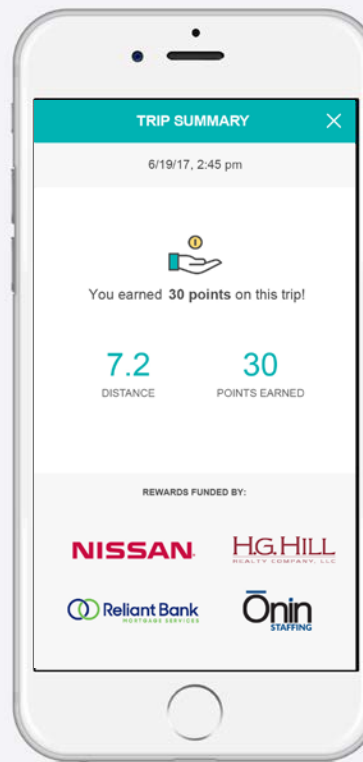 TRIP SUMMARY
6/19/17, 2:45 pm
You earned 30 points on this trip!
7.2 30
DISTANCE POINTS EARNED
REWARDS FUNDED BY:
NISSAN H.G. HILL
REALTY COMPANY, LLC
Reliant Bank Ōnin
MORTGAGE SERVICES STAFFING